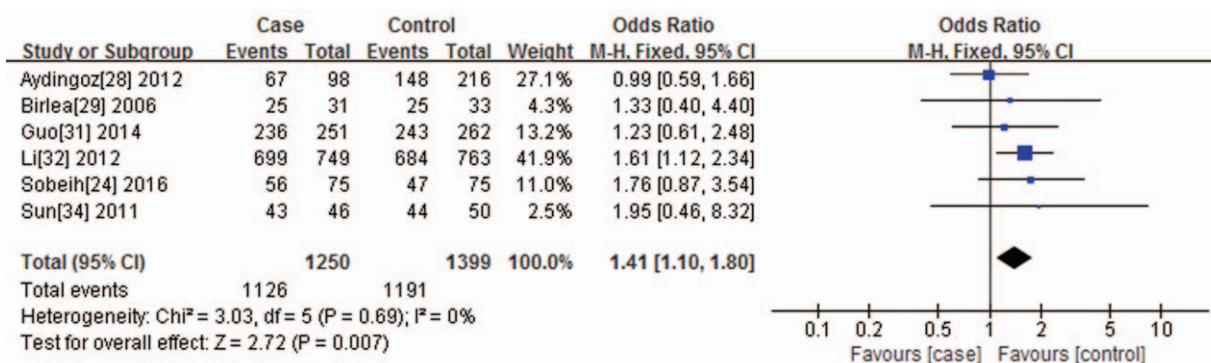 Case Control Odds Ratio Odds Ratio
Study or Subgroup Events Total Events Total Weight M-H, Fixed, 95% CI M-H, Fixed, 95% CI
Aydingoz[28] 2012 67 98 148 216 27.1% 0.99 [0.59, 1.66]
Birlea[29] 2006 25 31 25 33 4.3% 1.33 [0.40, 4.40]
Guo[31] 2014 236 251 243 262 13.2% 1.23 [0.61, 2.48]
Li[32] 2012 699 749 684 763 41.9% 1.61 [1.12, 2.34]
Sobeih[24] 2016 56 75 47 75 11.0% 1.76 [0.87, 3.54]
Sun[34] 2011 43 46 44 50 2.5% 1.95 [0.46, 8.32]
Total (95% CI) 1250 1399 100.0% 1.41 [1.10, 1.80]
Total events 1126 1191
Heterogeneity: Chi² = 3.03, df = 5 (P = 0.69); I² = 0%
Test for overall effect: Z = 2.72 (P = 0.007)
0.1 0.2 0.5 1 2 5 10
Favours [case] Favours [control]